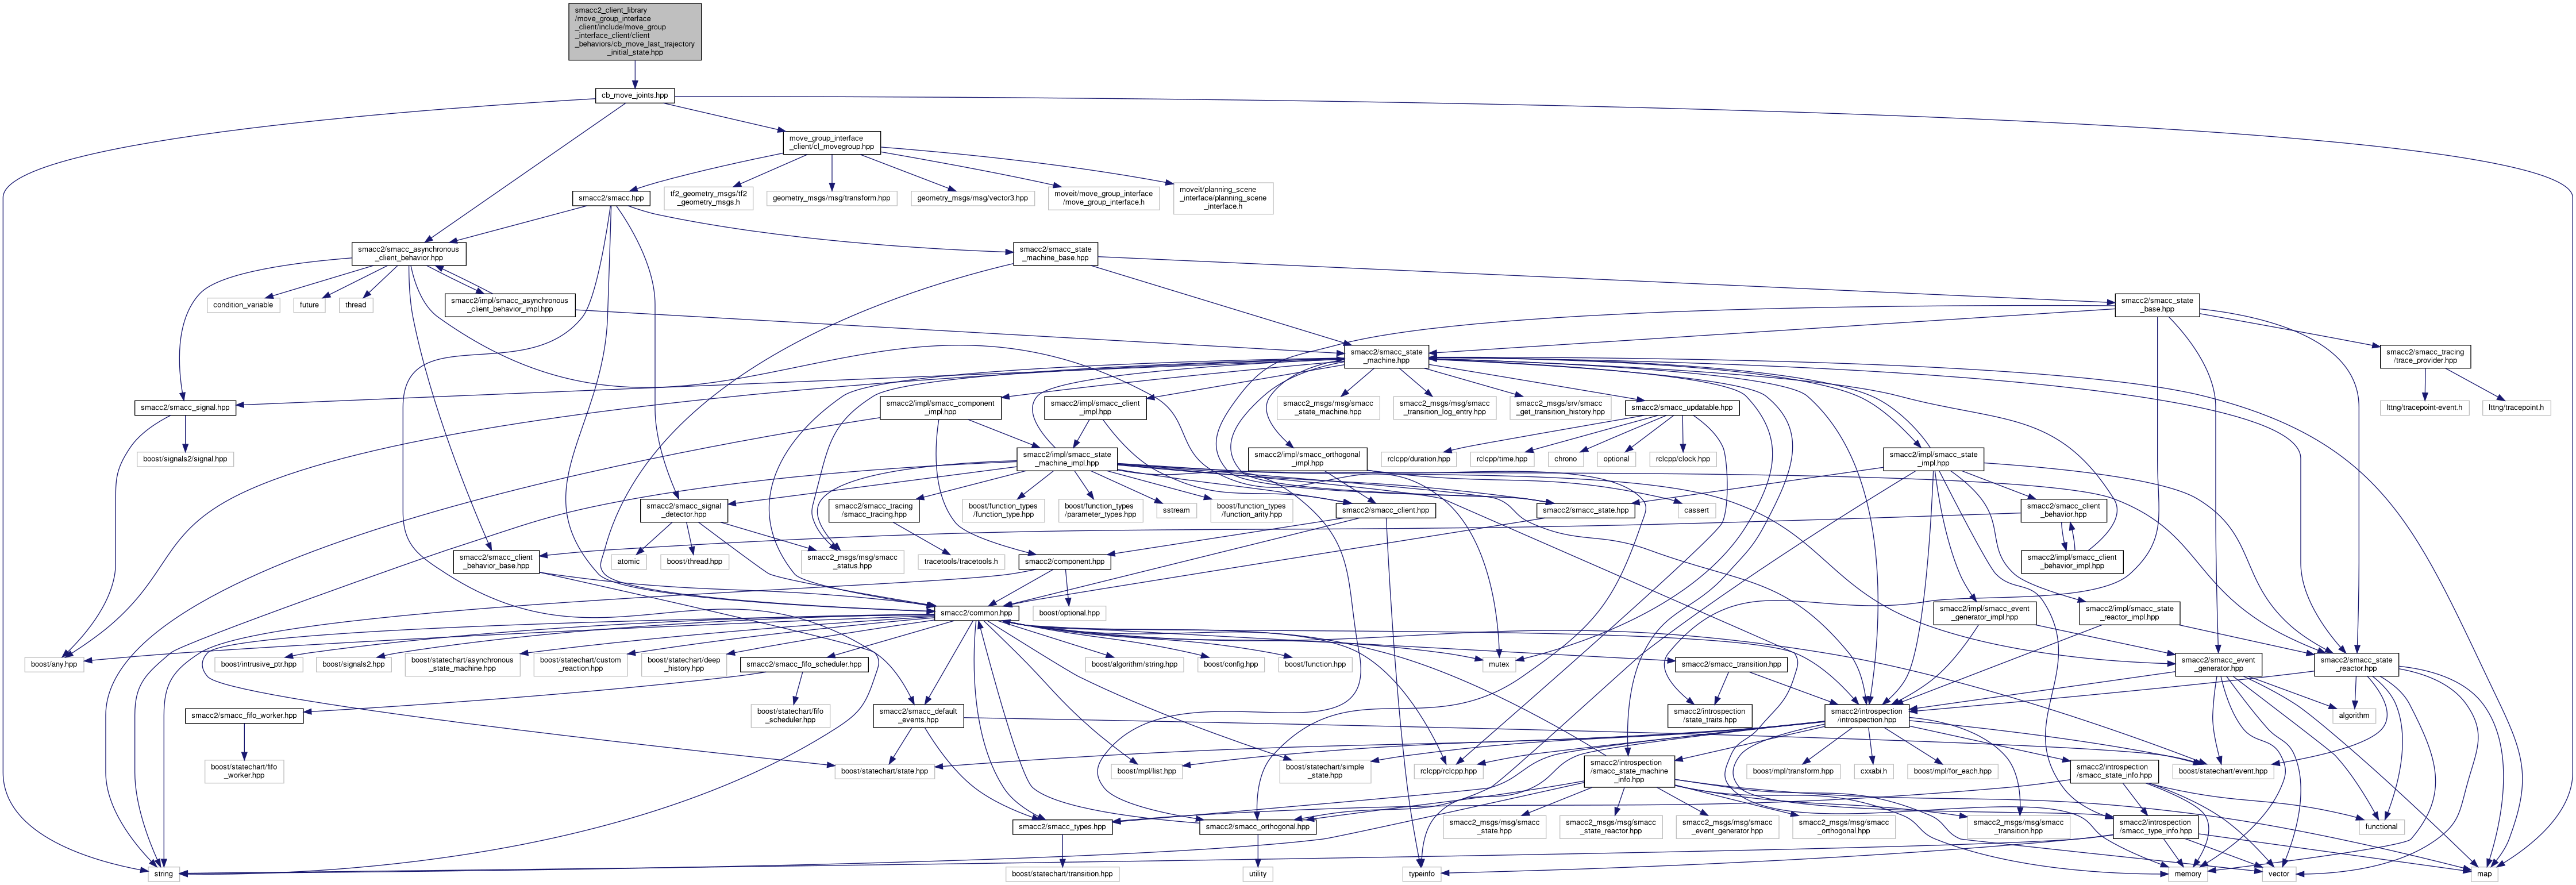 smacc2_client_library
/move_group_interface
_client/include/move_group
_interface_client/client
_behaviors/cb_move_last_trajectory
_initial_state.hpp
cb_move_joints.hpp
move_group_interface
_client/cl_movegroup.hpp
smacc2/smacc.hpp
tf2_geometry_msgs/tf2
_geometry_msgs.h
geometry_msgs/msg/transform.hpp
geometry_msgs/msg/vector3.hpp
moveit/move_group_interface
/move_group_interface.h
moveit/planning_scene
_interface/planning_scene
_interface.h
smacc2/smacc_asynchronous
_client_behavior.hpp
smacc2/smacc_state
_machine_base.hpp
condition_variable
future
thread
smacc2/impl/smacc_asynchronous
_client_behavior_impl.hpp
smacc2/smacc_state
_base.hpp
smacc2/smacc_state
_machine.hpp
smacc2/smacc_tracing
/trace_provider.hpp
smacc2/smacc_signal.hpp
smacc2/impl/smacc_component
_impl.hpp
smacc2/impl/smacc_client
_impl.hpp
smacc2_msgs/msg/smacc
_state_machine.hpp
smacc2_msgs/msg/smacc
_transition_log_entry.hpp
smacc2_msgs/srv/smacc
_get_transition_history.hpp
smacc2/smacc_updatable.hpp
lttng/tracepoint-event.h
lttng/tracepoint.h
boost/signals2/signal.hpp
smacc2/impl/smacc_state
_machine_impl.hpp
smacc2/impl/smacc_orthogonal
_impl.hpp
rclcpp/duration.hpp
rclcpp/time.hpp
chrono
optional
rclcpp/clock.hpp
smacc2/impl/smacc_state
_impl.hpp
smacc2/smacc_signal
_detector.hpp
smacc2/smacc_tracing
/smacc_tracing.hpp
boost/function_types
/function_type.hpp
boost/function_types
/parameter_types.hpp
sstream
boost/function_types
/function_arity.hpp
smacc2/smacc_client.hpp
smacc2/smacc_state.hpp
cassert
smacc2/smacc_client
_behavior.hpp
smacc2/smacc_client
_behavior_base.hpp
atomic
boost/thread.hpp
smacc2_msgs/msg/smacc
_status.hpp
tracetools/tracetools.h
smacc2/component.hpp
smacc2/impl/smacc_client
_behavior_impl.hpp
smacc2/common.hpp
boost/optional.hpp
smacc2/impl/smacc_event
_generator_impl.hpp
smacc2/impl/smacc_state
_reactor_impl.hpp
boost/any.hpp
boost/intrusive_ptr.hpp
boost/signals2.hpp
boost/statechart/asynchronous
_state_machine.hpp
boost/statechart/custom
_reaction.hpp
boost/statechart/deep
_history.hpp
smacc2/smacc_fifo_scheduler.hpp
boost/algorithm/string.hpp
boost/config.hpp
boost/function.hpp
mutex
smacc2/smacc_transition.hpp
smacc2/smacc_event
_generator.hpp
smacc2/smacc_state
_reactor.hpp
smacc2/smacc_fifo_worker.hpp
boost/statechart/fifo
_scheduler.hpp
smacc2/smacc_default
_events.hpp
smacc2/introspection
/state_traits.hpp
smacc2/introspection
/introspection.hpp
algorithm
boost/statechart/fifo
_worker.hpp
boost/statechart/state.hpp
boost/mpl/list.hpp
boost/statechart/simple
_state.hpp
rclcpp/rclcpp.hpp
smacc2/introspection
/smacc_state_machine
_info.hpp
boost/mpl/transform.hpp
cxxabi.h
boost/mpl/for_each.hpp
smacc2/introspection
/smacc_state_info.hpp
boost/statechart/event.hpp
smacc2/smacc_types.hpp
smacc2/smacc_orthogonal.hpp
smacc2_msgs/msg/smacc
_state.hpp
smacc2_msgs/msg/smacc
_state_reactor.hpp
smacc2_msgs/msg/smacc
_event_generator.hpp
smacc2_msgs/msg/smacc
_orthogonal.hpp
smacc2_msgs/msg/smacc
_transition.hpp
smacc2/introspection
/smacc_type_info.hpp
functional
string
boost/statechart/transition.hpp
utility
typeinfo
memory
vector
map